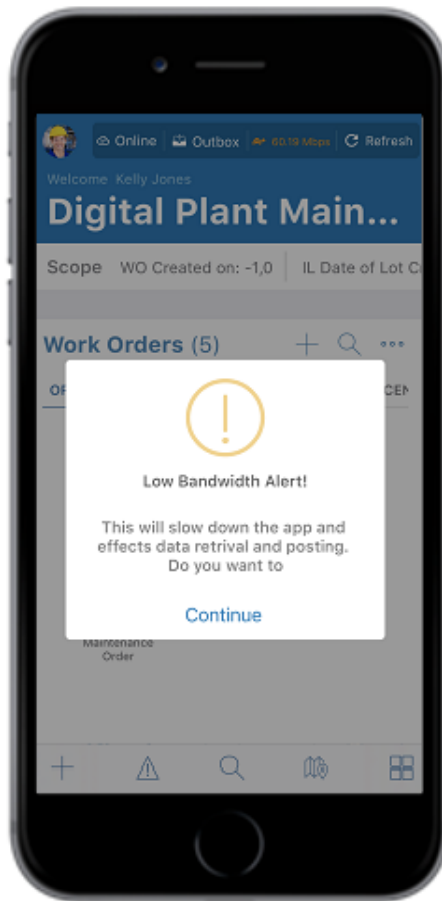 Online Outbox 60.19 Mbps Refresh
Welcome Kelly Jones
Digital Plant Main...
Scope WO Created on: -1,0 IL Date of Lot C
Work Orders (5)
Low Bandwidth Alert!
This will slow down the app and
effects data retrival and posting.
Do you want to
Continue
Maintenance
Order